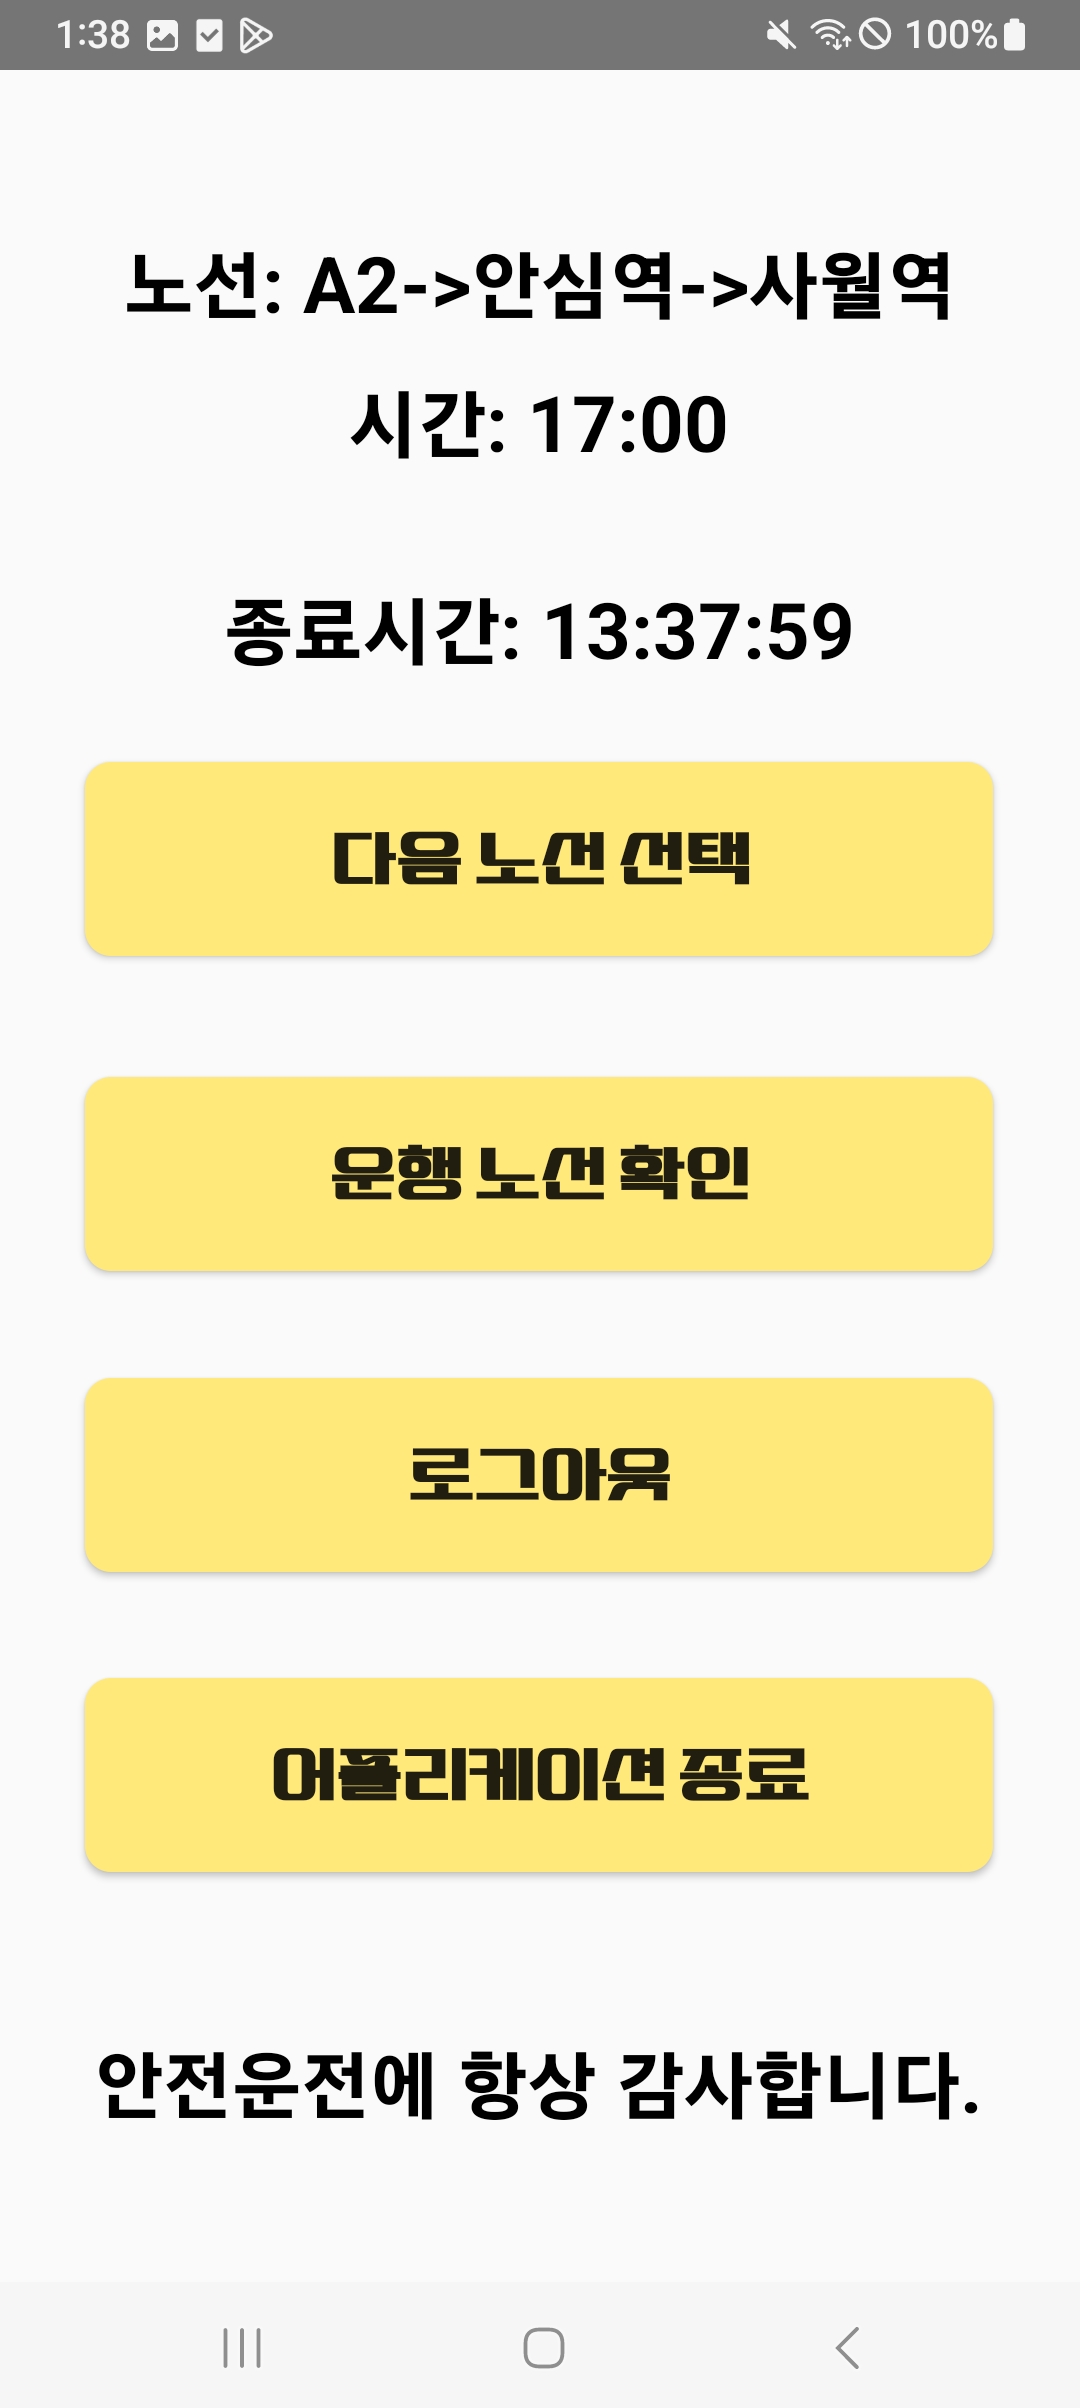 1:38 100%
노선: A2->안심역->사월역
시간: 17:00
종료시간: 13:37:59
다음 노선 선택
운행 노선 확인
로그아웃
어플리케이션 종료
안전운전에 항상 감사합니다.